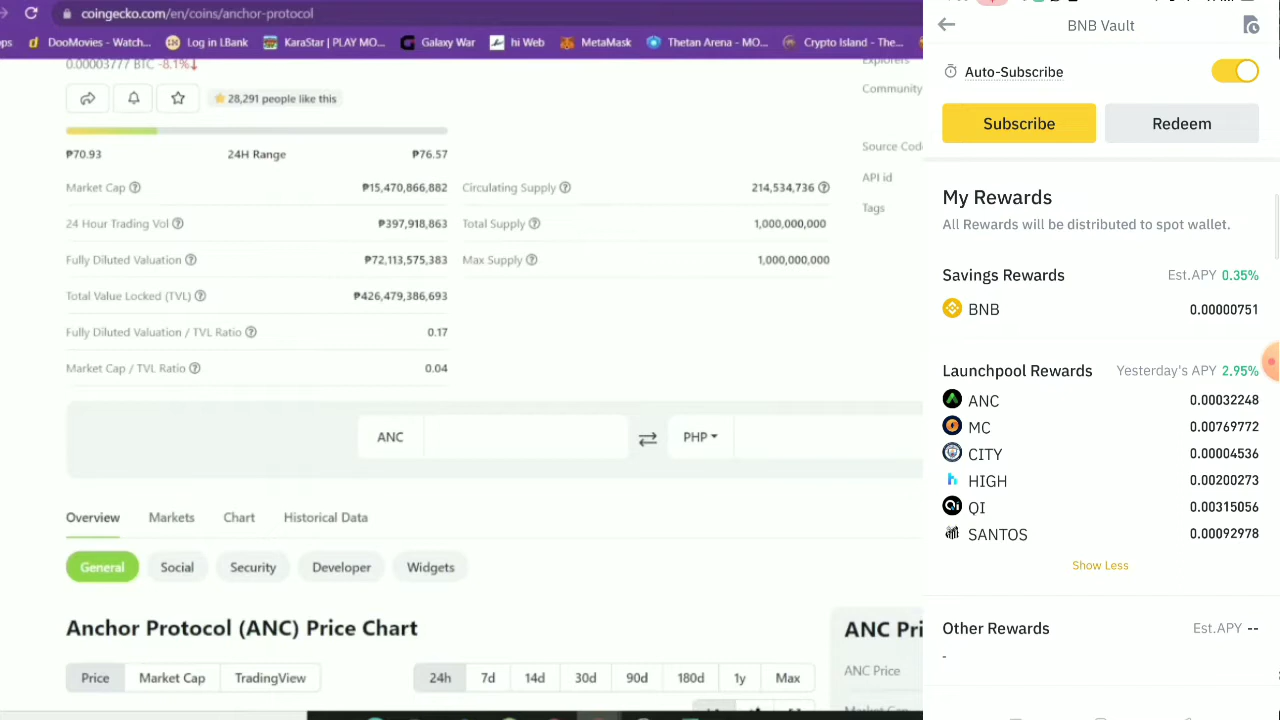 coingecko.com/en/coins/anchor-protocol
DooMovies - Watch...
Log in LBank
KaraStar | PLAY MO...
Galaxy War
hi Web
MetaMask
Thetan Arena - MO...
Crypto Island - The...
0.00003777 BTC -8.1%
28,291 people like this
₱70.93 24H Range ₱76.57
Market Cap ₱15,470,866,882
24 Hour Trading Vol ₱397,918,863
Fully Diluted Valuation ₱72,113,575,383
Total Value Locked (TVL) ₱426,479,386,693
Fully Diluted Valuation / TVL Ratio 0.17
Market Cap / TVL Ratio 0.04
Circulating Supply 214,534,736
Total Supply 1,000,000,000
Max Supply 1,000,000,000
Explorers
Community
Source Cod
API id
Tags
ANC PHP
Overview Markets Chart Historical Data
General Social Security Developer Widgets
Anchor Protocol (ANC) Price Chart
Price Market Cap TradingView
24h 7d 14d 30d 90d 180d 1y Max
ANC Pri
ANC Price
BNB Vault
Auto-Subscribe
Subscribe Redeem
My Rewards
All Rewards will be distributed to spot wallet.
Savings Rewards Est.APY 0.35%
BNB 0.00000751
Launchpool Rewards Yesterday's APY 2.95%
ANC 0.00032248
MC 0.00769772
CITY 0.00004536
HIGH 0.00200273
QI 0.00315056
SANTOS 0.00092978
Show Less
Other Rewards Est.APY --
-